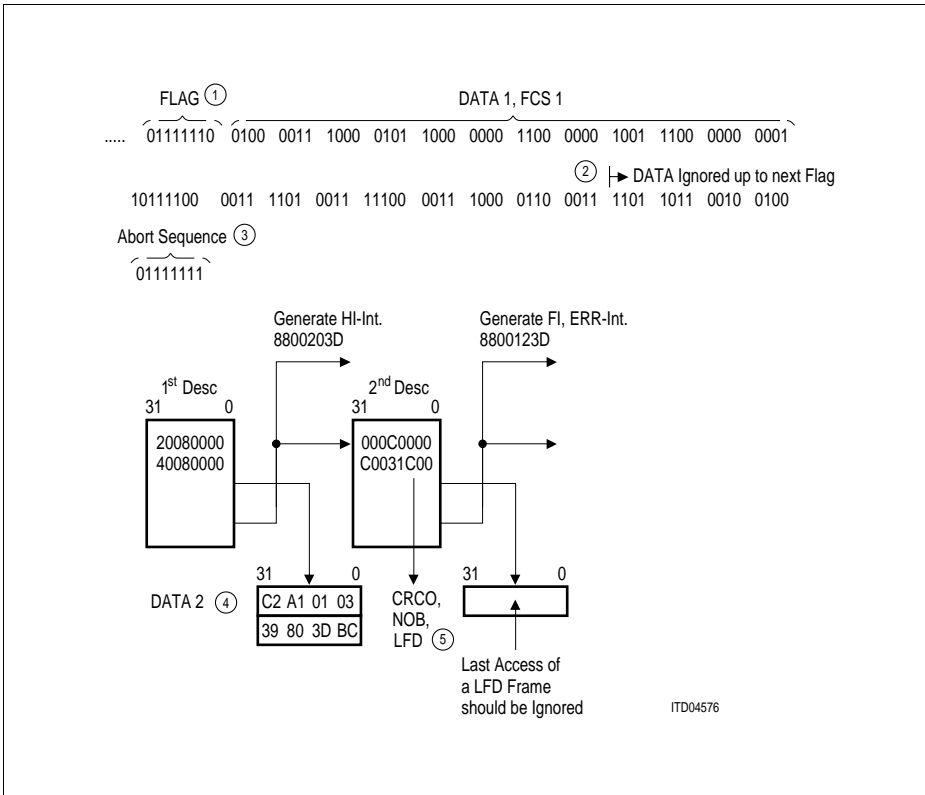 FLAG 1 DATA 1, FCS 1
..... 01111110 0100 0011 1000 0101 1000 0000 1100 0000 1001 1100 0000 0001
2 DATA Ignored up to next Flag
10111100 0011 1101 0011 11100 0011 1000 0110 0011 1101 1011 0010 0100
Abort Sequence 3
01111111
Generate HI-Int.
8800203D
Generate FI, ERR-Int.
8800123D
1st Desc
31 0
20080000
40080000
2nd Desc
31 0
000C0000
C0031C00
DATA 2 4
31 0
C2 A1 01 03
39 80 3D BC
CRCO,
NOB,
LFD 5
31 0
Last Access of
a LFD Frame
should be Ignored
ITD04576